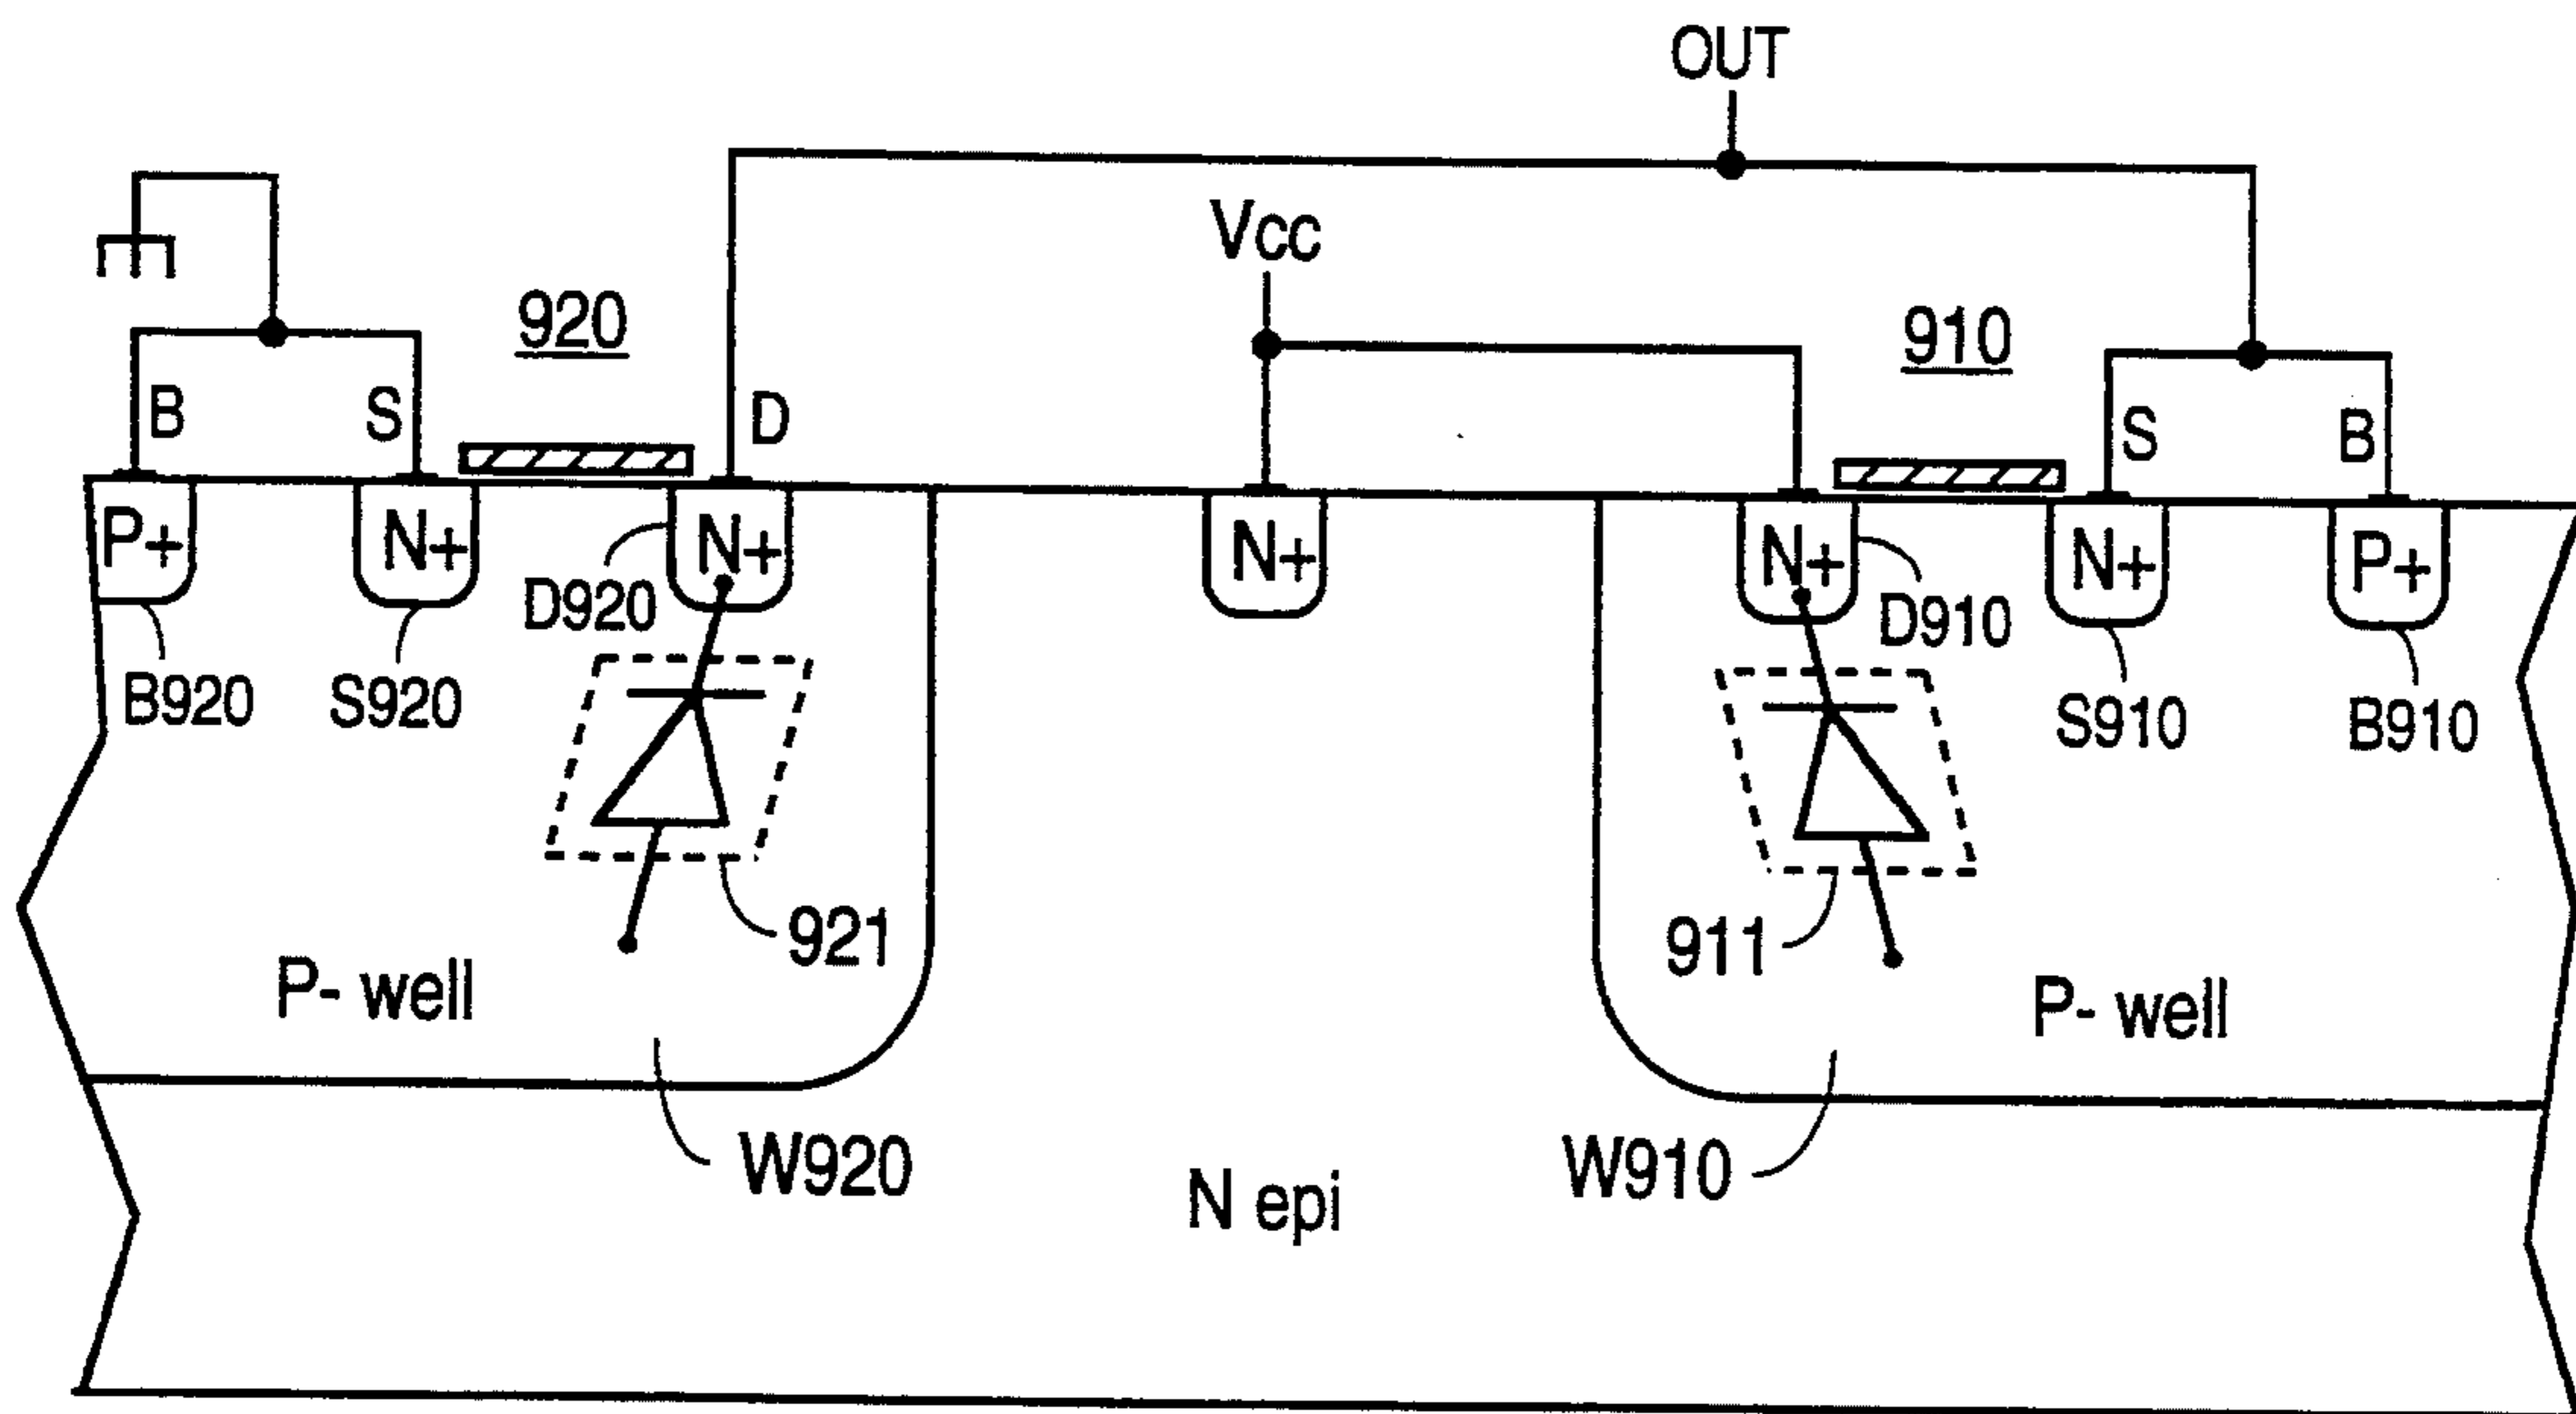 OUT
Vcc
920
910
B
S
D
S
B
P+
N+
N+
N+
N+
N+
P+
D920
D910
B920
S920
S910
B910
921
911
P- well
P- well
W920
W910
N epi